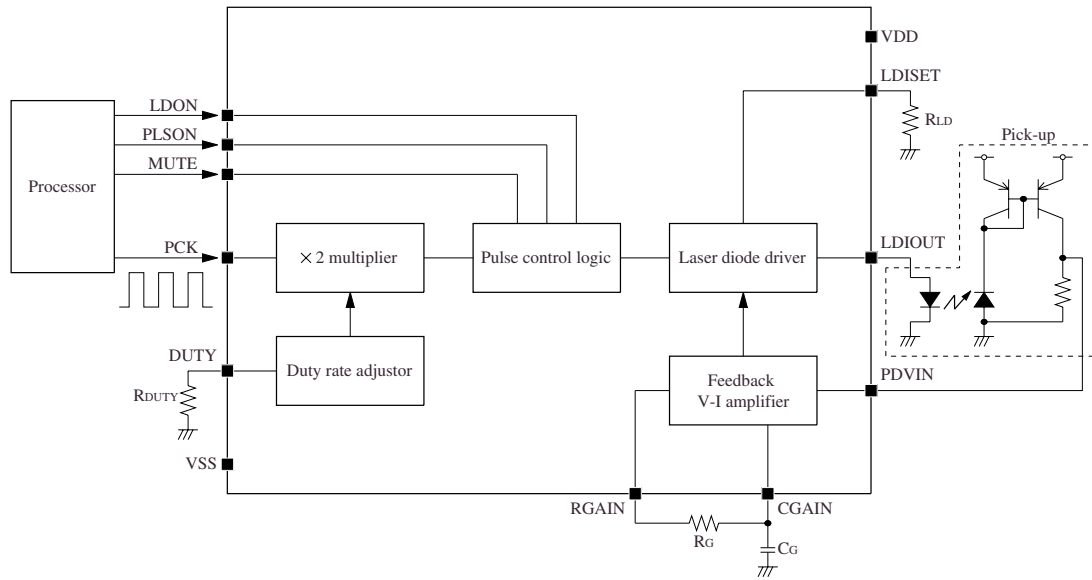 VDD
LDISET
RLD
Pick-up
LDON
PLSON
MUTE
Processor
PCK
× 2 multiplier
Pulse control logic
Laser diode driver
LDIOUT
DUTY
RDUTY
Duty rate adjustor
Feedback
V-I amplifier
PDVIN
VSS
RGAIN
CGAIN
RG
CG